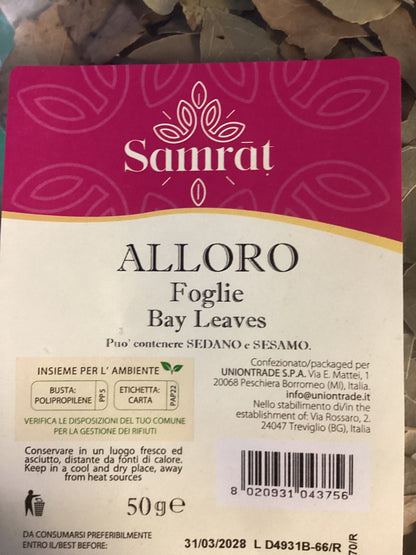 Samrāt
ALLORO
Foglie
Bay Leaves
Puo' contenere SEDANO e SESAMO.
INSIEME PER L' AMBIENTE
BUSTA:
POLIPROPILENE
PP 5
ETICHETTA:
CARTA
PAP22
VERIFICA LE DISPOSIZIONI DEL TUO COMUNE
PER LA GESTIONE DEI RIFIUTI
Confezionato/packaged per
UNIONTRADE S.P.A. Via E. Mattei, 1
20068 Peschiera Borromeo (MI), Italia.
info@uniontrade.it
Nello stabilimento di/in the
establishment of: Via Rossaro, 2.
24047 Treviglio (BG), Italia
Conservare in un luogo fresco ed
asciutto, distante da fonti di calore.
Keep in a cool and dry place, away
from heat sources
50g e
8 020931 043756
DA CONSUMARSI PREFERIBILMENTE
ENTRO IL/BEST BEFORE:
31/03/2028 L D4931B-66/R
70/R